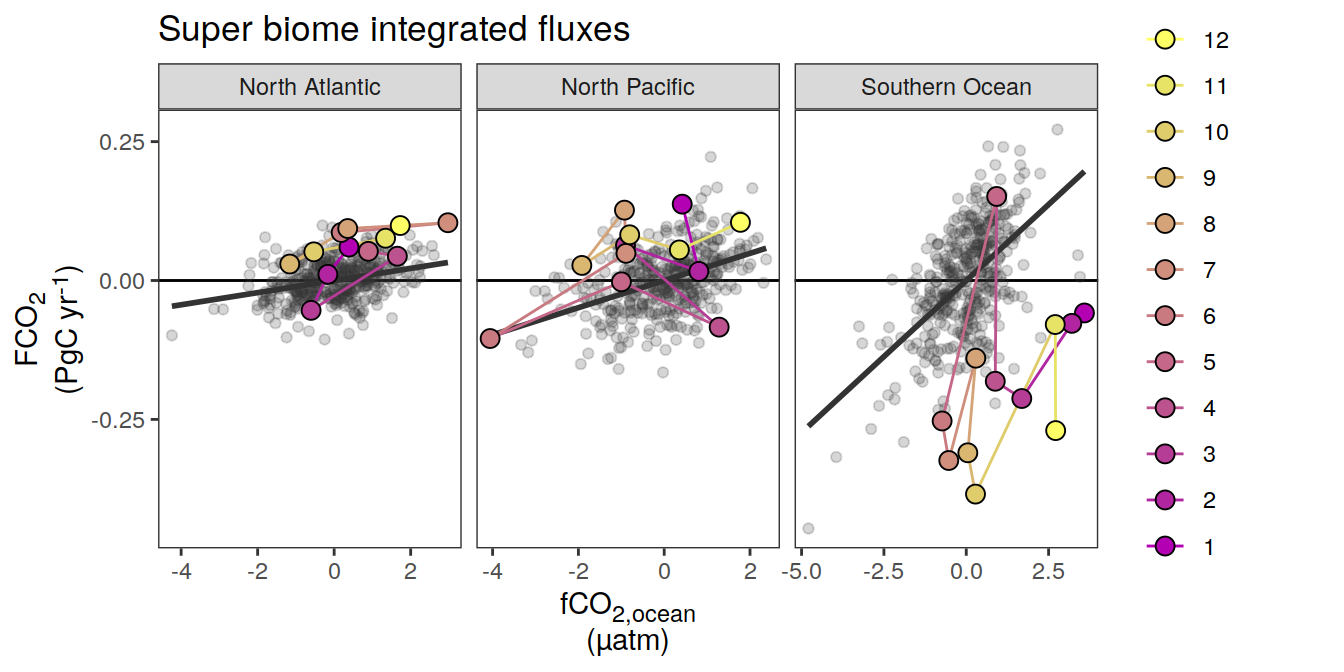 Super biome integrated fluxes
North Atlantic North Pacific Southern Ocean
FCO₂
(PgC yr⁻¹)
0.25
0.00
-0.25
-4 -2 0 2 -4 -2 0 2 -5.0 -2.5 0.0 2.5
fCO₂,ocean
(µatm)
12
11
10
9
8
7
6
5
4
3
2
1